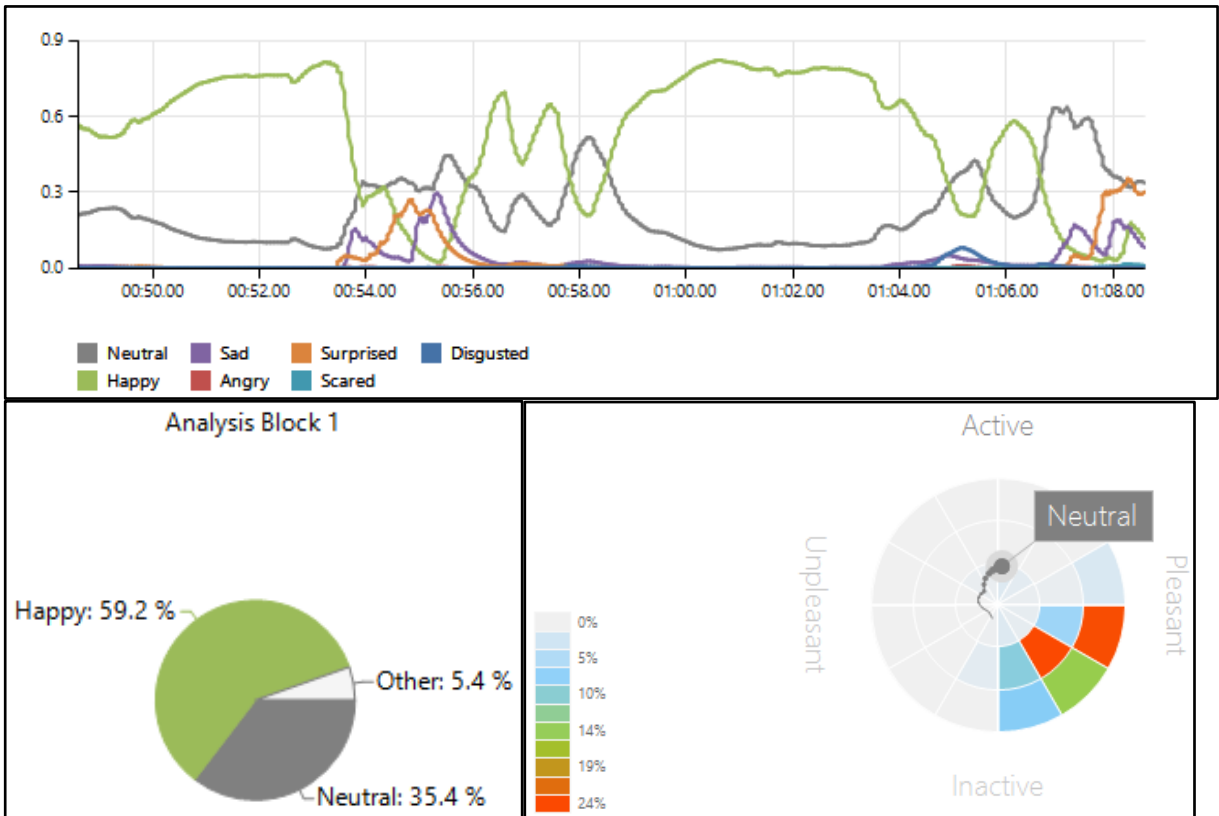 0.9
0.6
0.3
0.0
00:50.00 00:52.00 00:54.00 00:56.00 00:58.00 01:00.00 01:02.00 01:04.00 01:06.00 01:08.00
Neutral Sad Surprised Disgusted
Happy Angry Scared
Analysis Block 1
Happy: 59.2 %
Other: 5.4 %
Neutral: 35.4 %
Active
Neutral
Unpleasant
Pleasant
Inactive
0%
5%
10%
14%
19%
24%